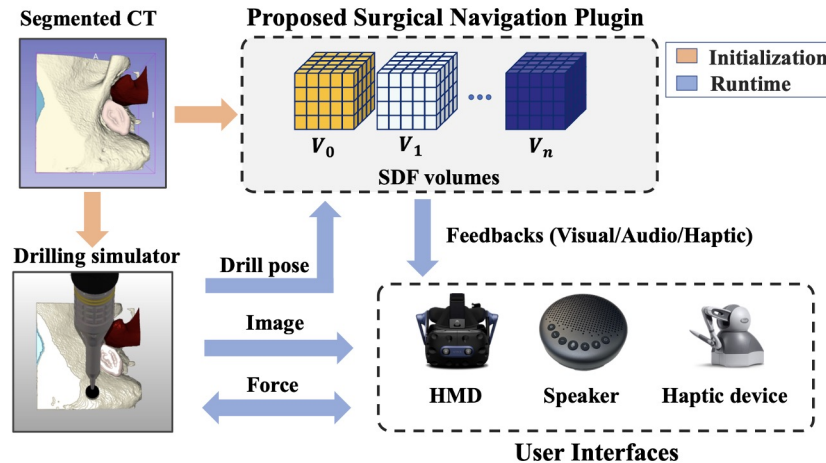 Segmented CT
Proposed Surgical Navigation Plugin
Initialization
Runtime
V₀
V₁
Vₙ
SDF volumes
Drilling simulator
Drill pose
Feedbacks (Visual/Audio/Haptic)
Image
Force
HMD
Speaker
Haptic device
User Interfaces